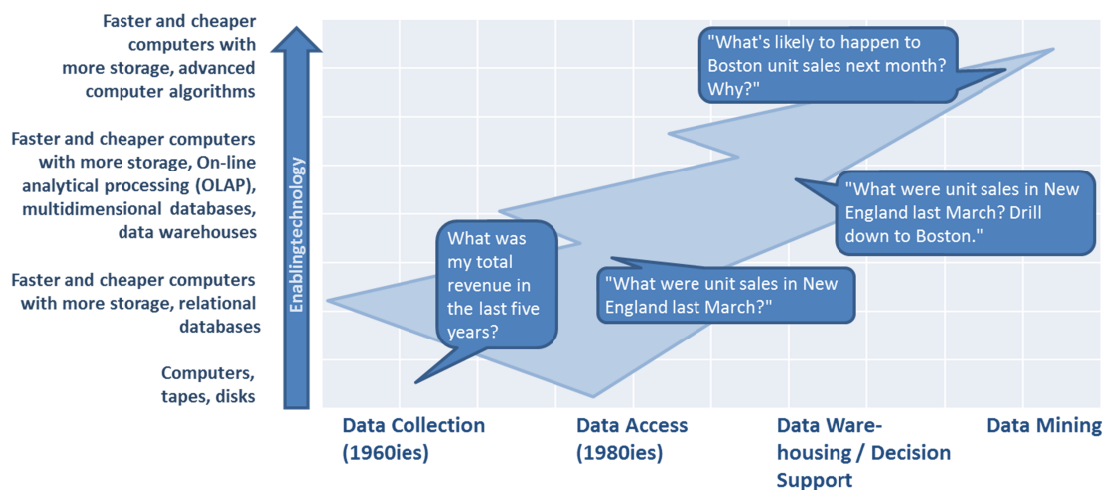 Faster and cheaper
computers with
more storage, advanced
computer algorithms
Faster and cheaper computers
with more storage, On-line
analytical processing (OLAP),
multidimensional databases,
data warehouses
Faster and cheaper computers
with more storage, relational
databases
Computers,
tapes, disks
Enablingtechnology
"What's likely to happen to
Boston unit sales next month?
Why?"
"What were unit sales in New
England last March? Drill
down to Boston."
What was
my total
revenue in
the last five
years?
"What were unit sales in New
England last March?"
Data Collection
(1960ies)
Data Access
(1980ies)
Data Ware-
housing / Decision
Support
Data Mining